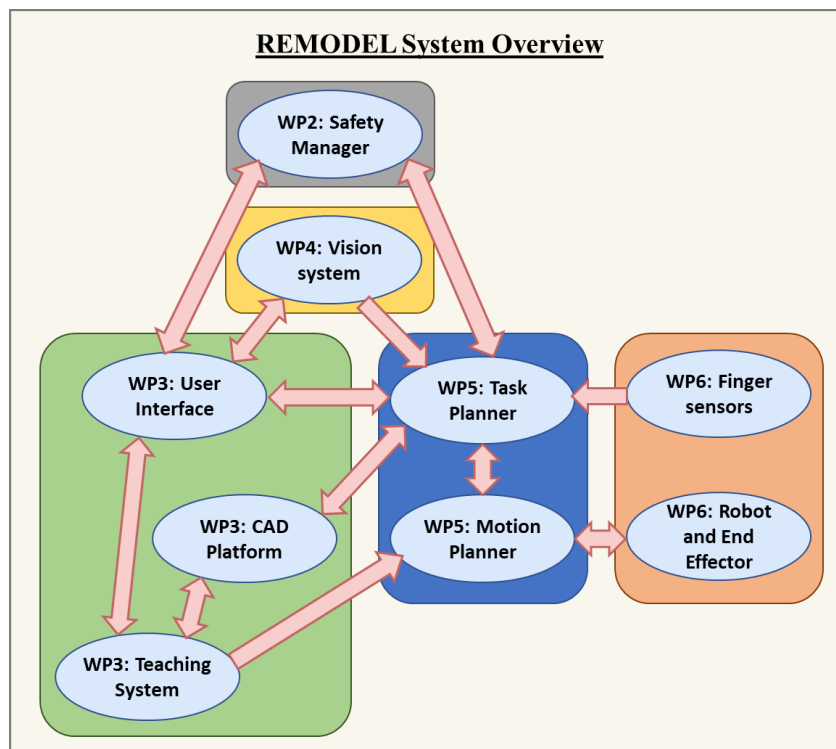 REMODEL System Overview
WP2: Safety
Manager
WP4: Vision
system
WP3: User
Interface
WP5: Task
Planner
WP6: Finger
sensors
WP3: CAD
Platform
WP5: Motion
Planner
WP6: Robot
and End
Effector
WP3: Teaching
System